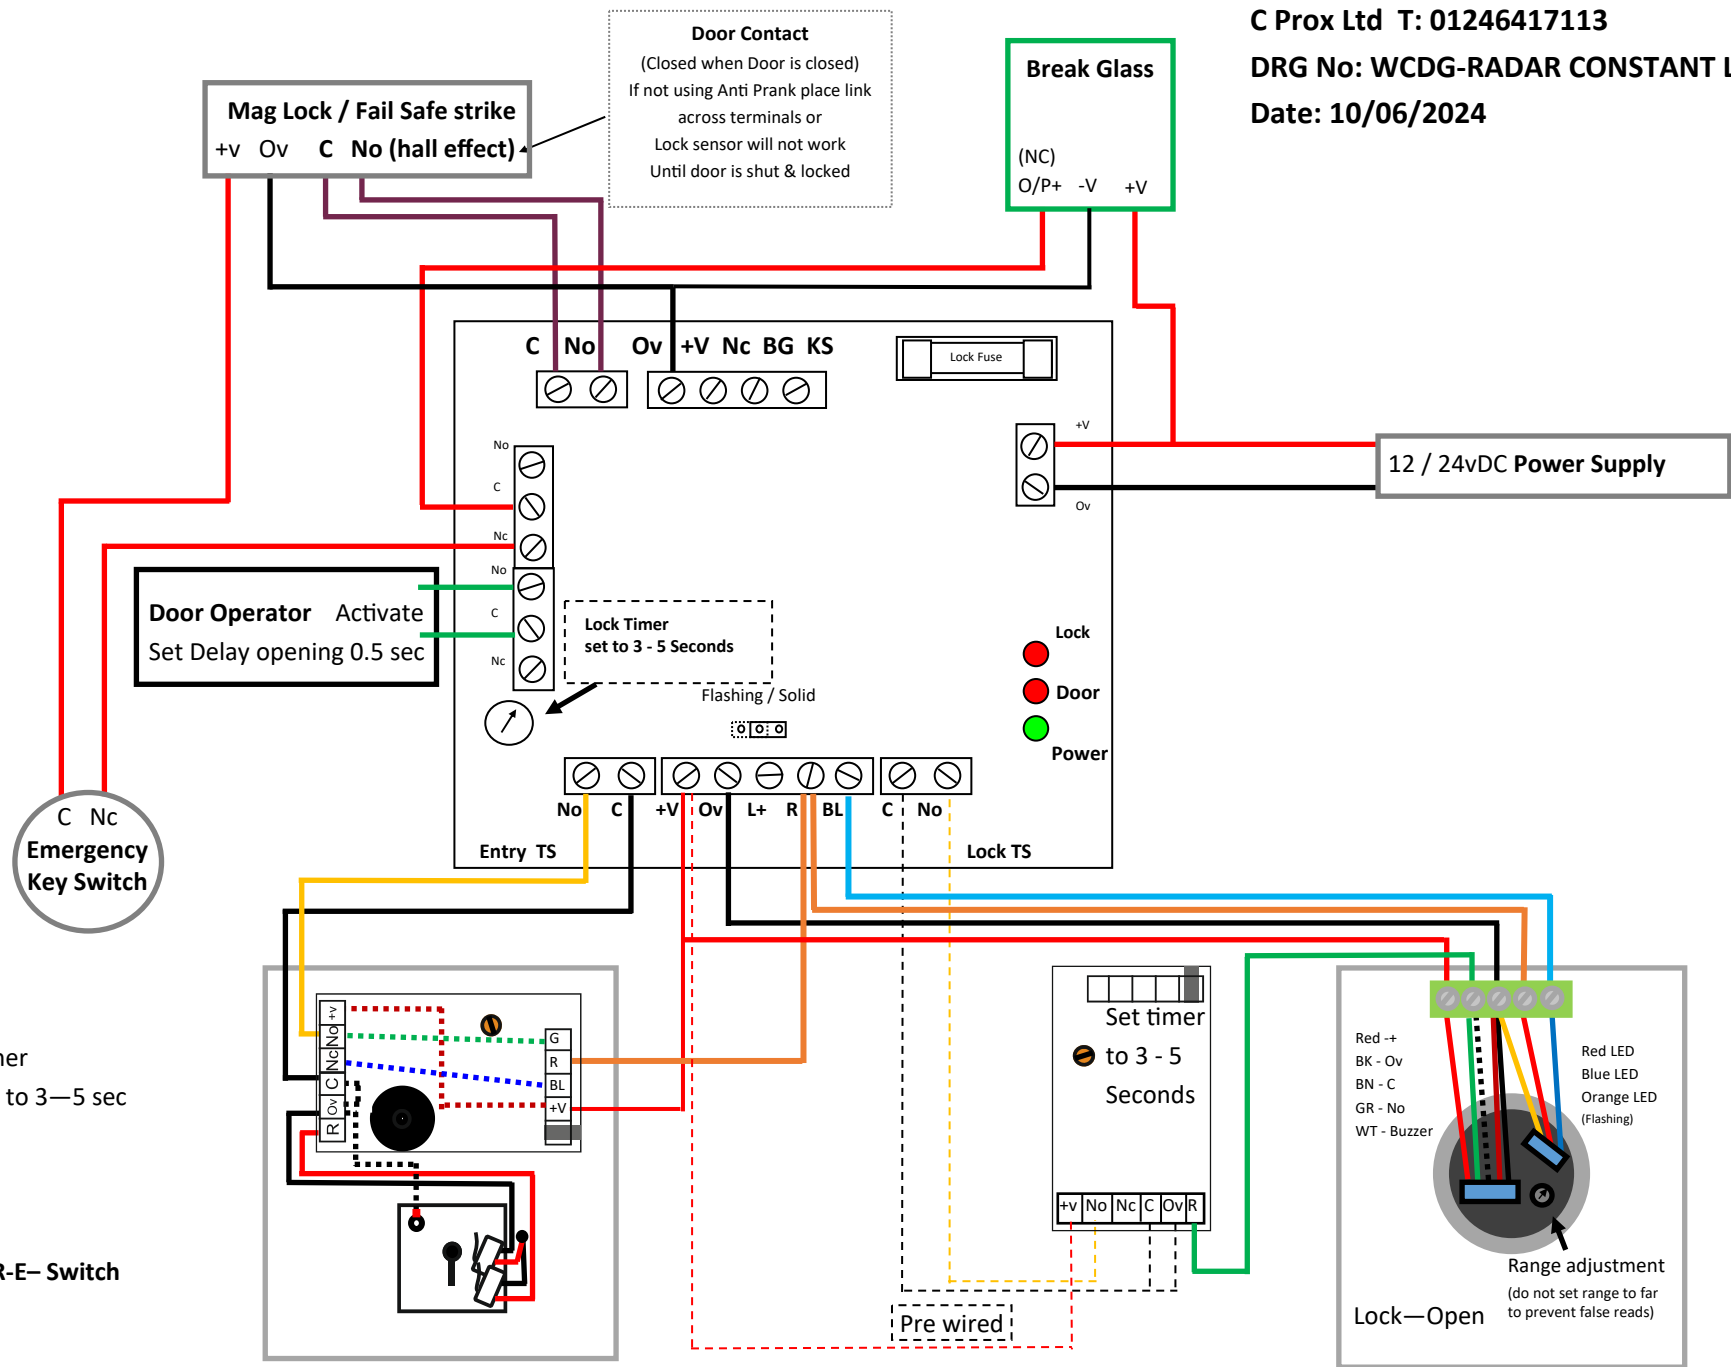 C Prox Ltd  T: 01246417113
DRG No: WCDG-RADAR CONSTANT
Date: 10/06/2024
Door Contact
(Closed when Door is closed)
If not using Anti Prank place link
across terminals or
Lock sensor will not work
Until door is shut & locked
Mag Lock / Fail Safe strike
+v Ov C No (hall effect)
Break Glass
(NC)
O/P+ -V +V
C No Ov +V Nc BG KS
Lock Fuse
+V
Ov
12 / 24vDC Power Supply
No
C
Nc
No
C
Nc
Door Operator Activate
Set Delay opening 0.5 sec
Lock Timer
set to 3 - 5 Seconds
Flashing / Solid
Lock
Door
Power
No C +V Ov L+ R BL C No
Entry TS
Lock TS
C Nc
Emergency
Key Switch
+v
No
Nc
C
Ov
R
G
R
BL
+V
to 3—5 sec
R-E– Switch
Set timer
to 3 - 5
Seconds
+v No Nc C Ov R
Pre wired
Red -+
BK - Ov
BN - C
GR - No
WT - Buzzer
Red LED
Blue LED
Orange LED
(Flashing)
Range adjustment
(do not set range to far
to prevent false reads)
Lock—Open